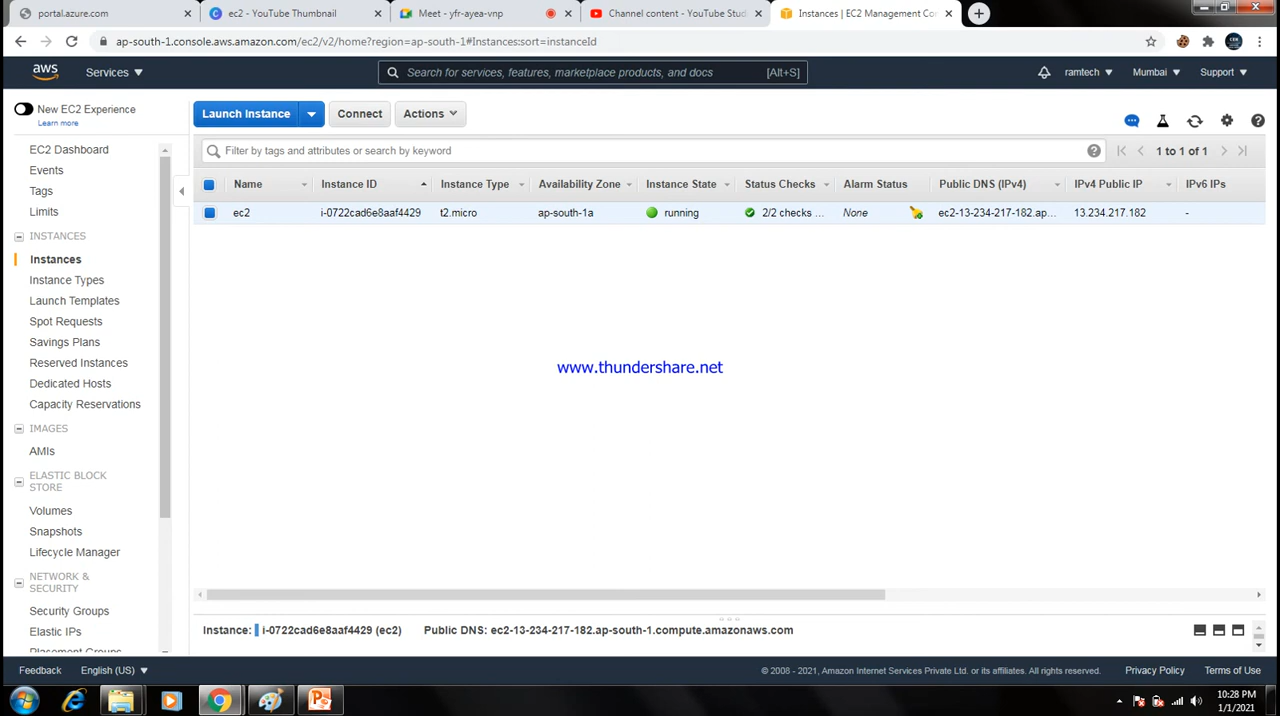 portal.azure.com
ec2 - YouTube Thumbnail
Meet - yfr-ayea-
Channel content - YouTube Stud
Instances | EC2 Management Co
ap-south-1.console.aws.amazon.com/ec2/v2/home?region=ap-south-1#Instances:sort=instanceId
aws
Services
Search for services, features, marketplace products, and docs
[Alt+S]
ramtech
Mumbai
Support
New EC2 Experience
Learn more
Launch Instance
Connect
Actions
EC2 Dashboard
Events
Tags
Limits
INSTANCES
Instances
Instance Types
Launch Templates
Spot Requests
Savings Plans
Reserved Instances
Dedicated Hosts
Capacity Reservations
IMAGES
AMIs
ELASTIC BLOCK
STORE
Volumes
Snapshots
Lifecycle Manager
NETWORK &
SECURITY
Security Groups
Elastic IPs
Placement Groups
Filter by tags and attributes or search by keyword
1 to 1 of 1
Name Instance ID Instance Type Availability Zone Instance State Status Checks Alarm Status Public DNS (IPv4) IPv4 Public IP IPv6 IPs
ec2 i-0722cad6e8aaf4429 t2.micro ap-south-1a running 2/2 checks ... None ec2-13-234-217-182.ap... 13.234.217.182 -
www.thundershare.net
Instance: i-0722cad6e8aaf4429 (ec2) Public DNS: ec2-13-234-217-182.ap-south-1.compute.amazonaws.com
Feedback
English (US)
© 2008 - 2021, Amazon Internet Services Private Ltd. or its affiliates. All rights reserved.
Privacy Policy
Terms of Use
10:28 PM
1/1/2021